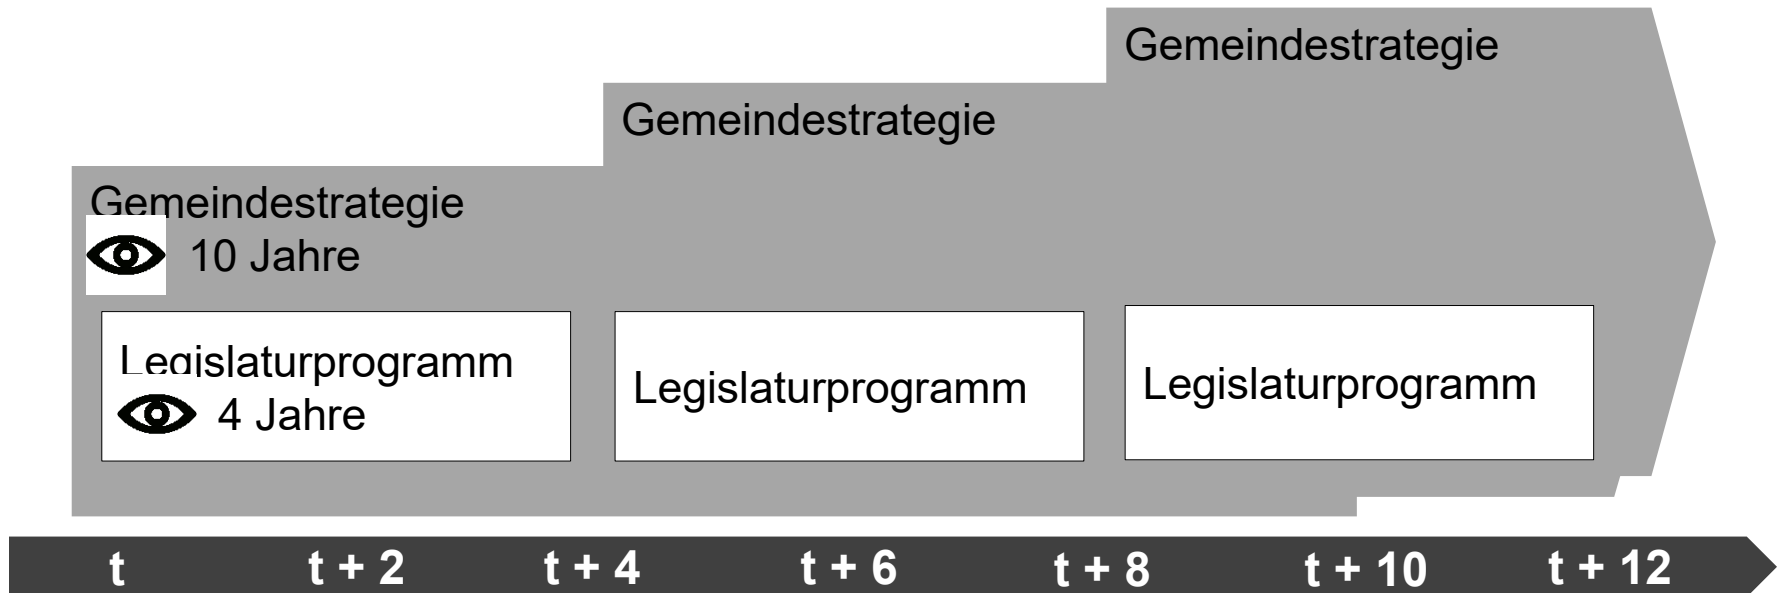 Gemeindestrategie
Gemeindestrategie
Gemeindestrategie
10 Jahre
Legislaturprogramm
4 Jahre
Legislaturprogramm
Legislaturprogramm
t
t + 2
t + 4
t + 6
t + 8
t + 10
t + 12